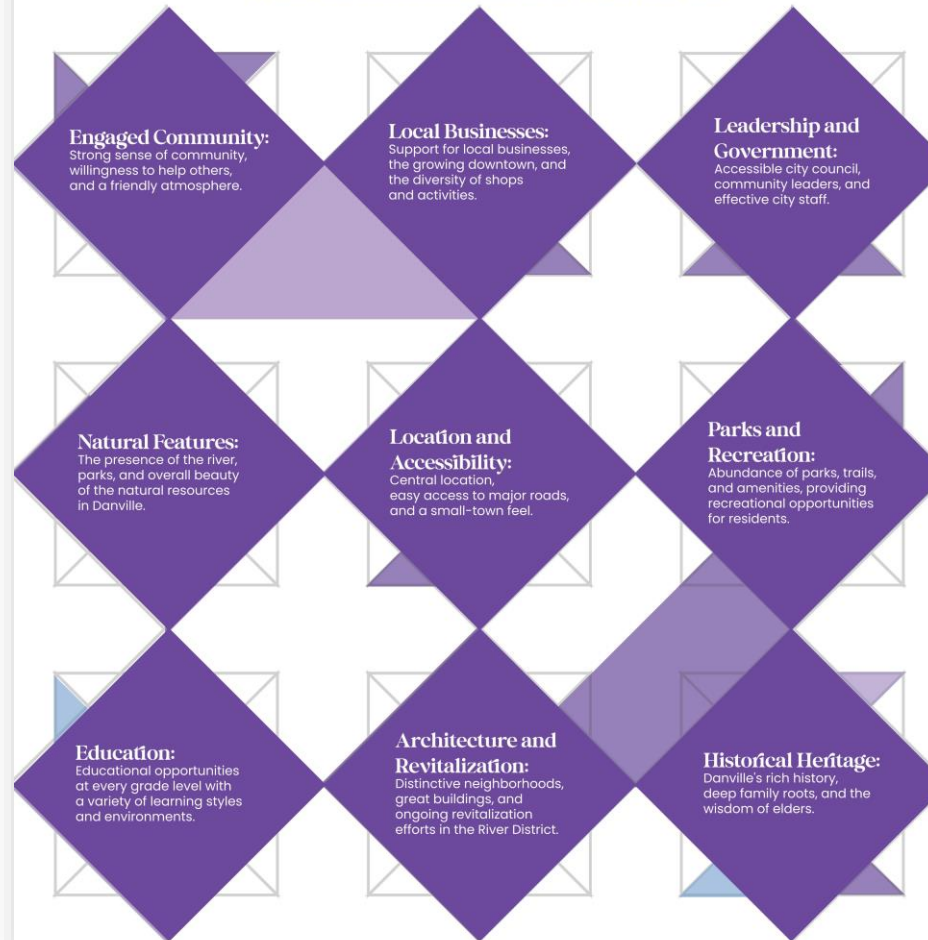 Engaged Community:
Strong sense of community,
willingness to help others,
and a friendly atmosphere.
Local Businesses:
Support for local businesses,
the growing downtown, and
the diversity of shops
and activities.
Leadership and
Government:
Accessible city council,
community leaders, and
effective city staff.
Natural Features:
The presence of the river,
parks, and overall beauty
of the natural resources
in Danville.
Location and
Accessibility:
Central location,
easy access to major roads,
and a small-town feel.
Parks and
Recreation:
Abundance of parks, trails,
and amenities, providing
recreational opportunities
for residents.
Education:
Educational opportunities
at every grade level with
a variety of learning styles
and environments.
Architecture and
Revitalization:
Distinctive neighborhoods,
great buildings, and
ongoing revitalization
efforts in the River District.
Historical Heritage:
Danville's rich history,
deep family roots, and the
wisdom of elders.